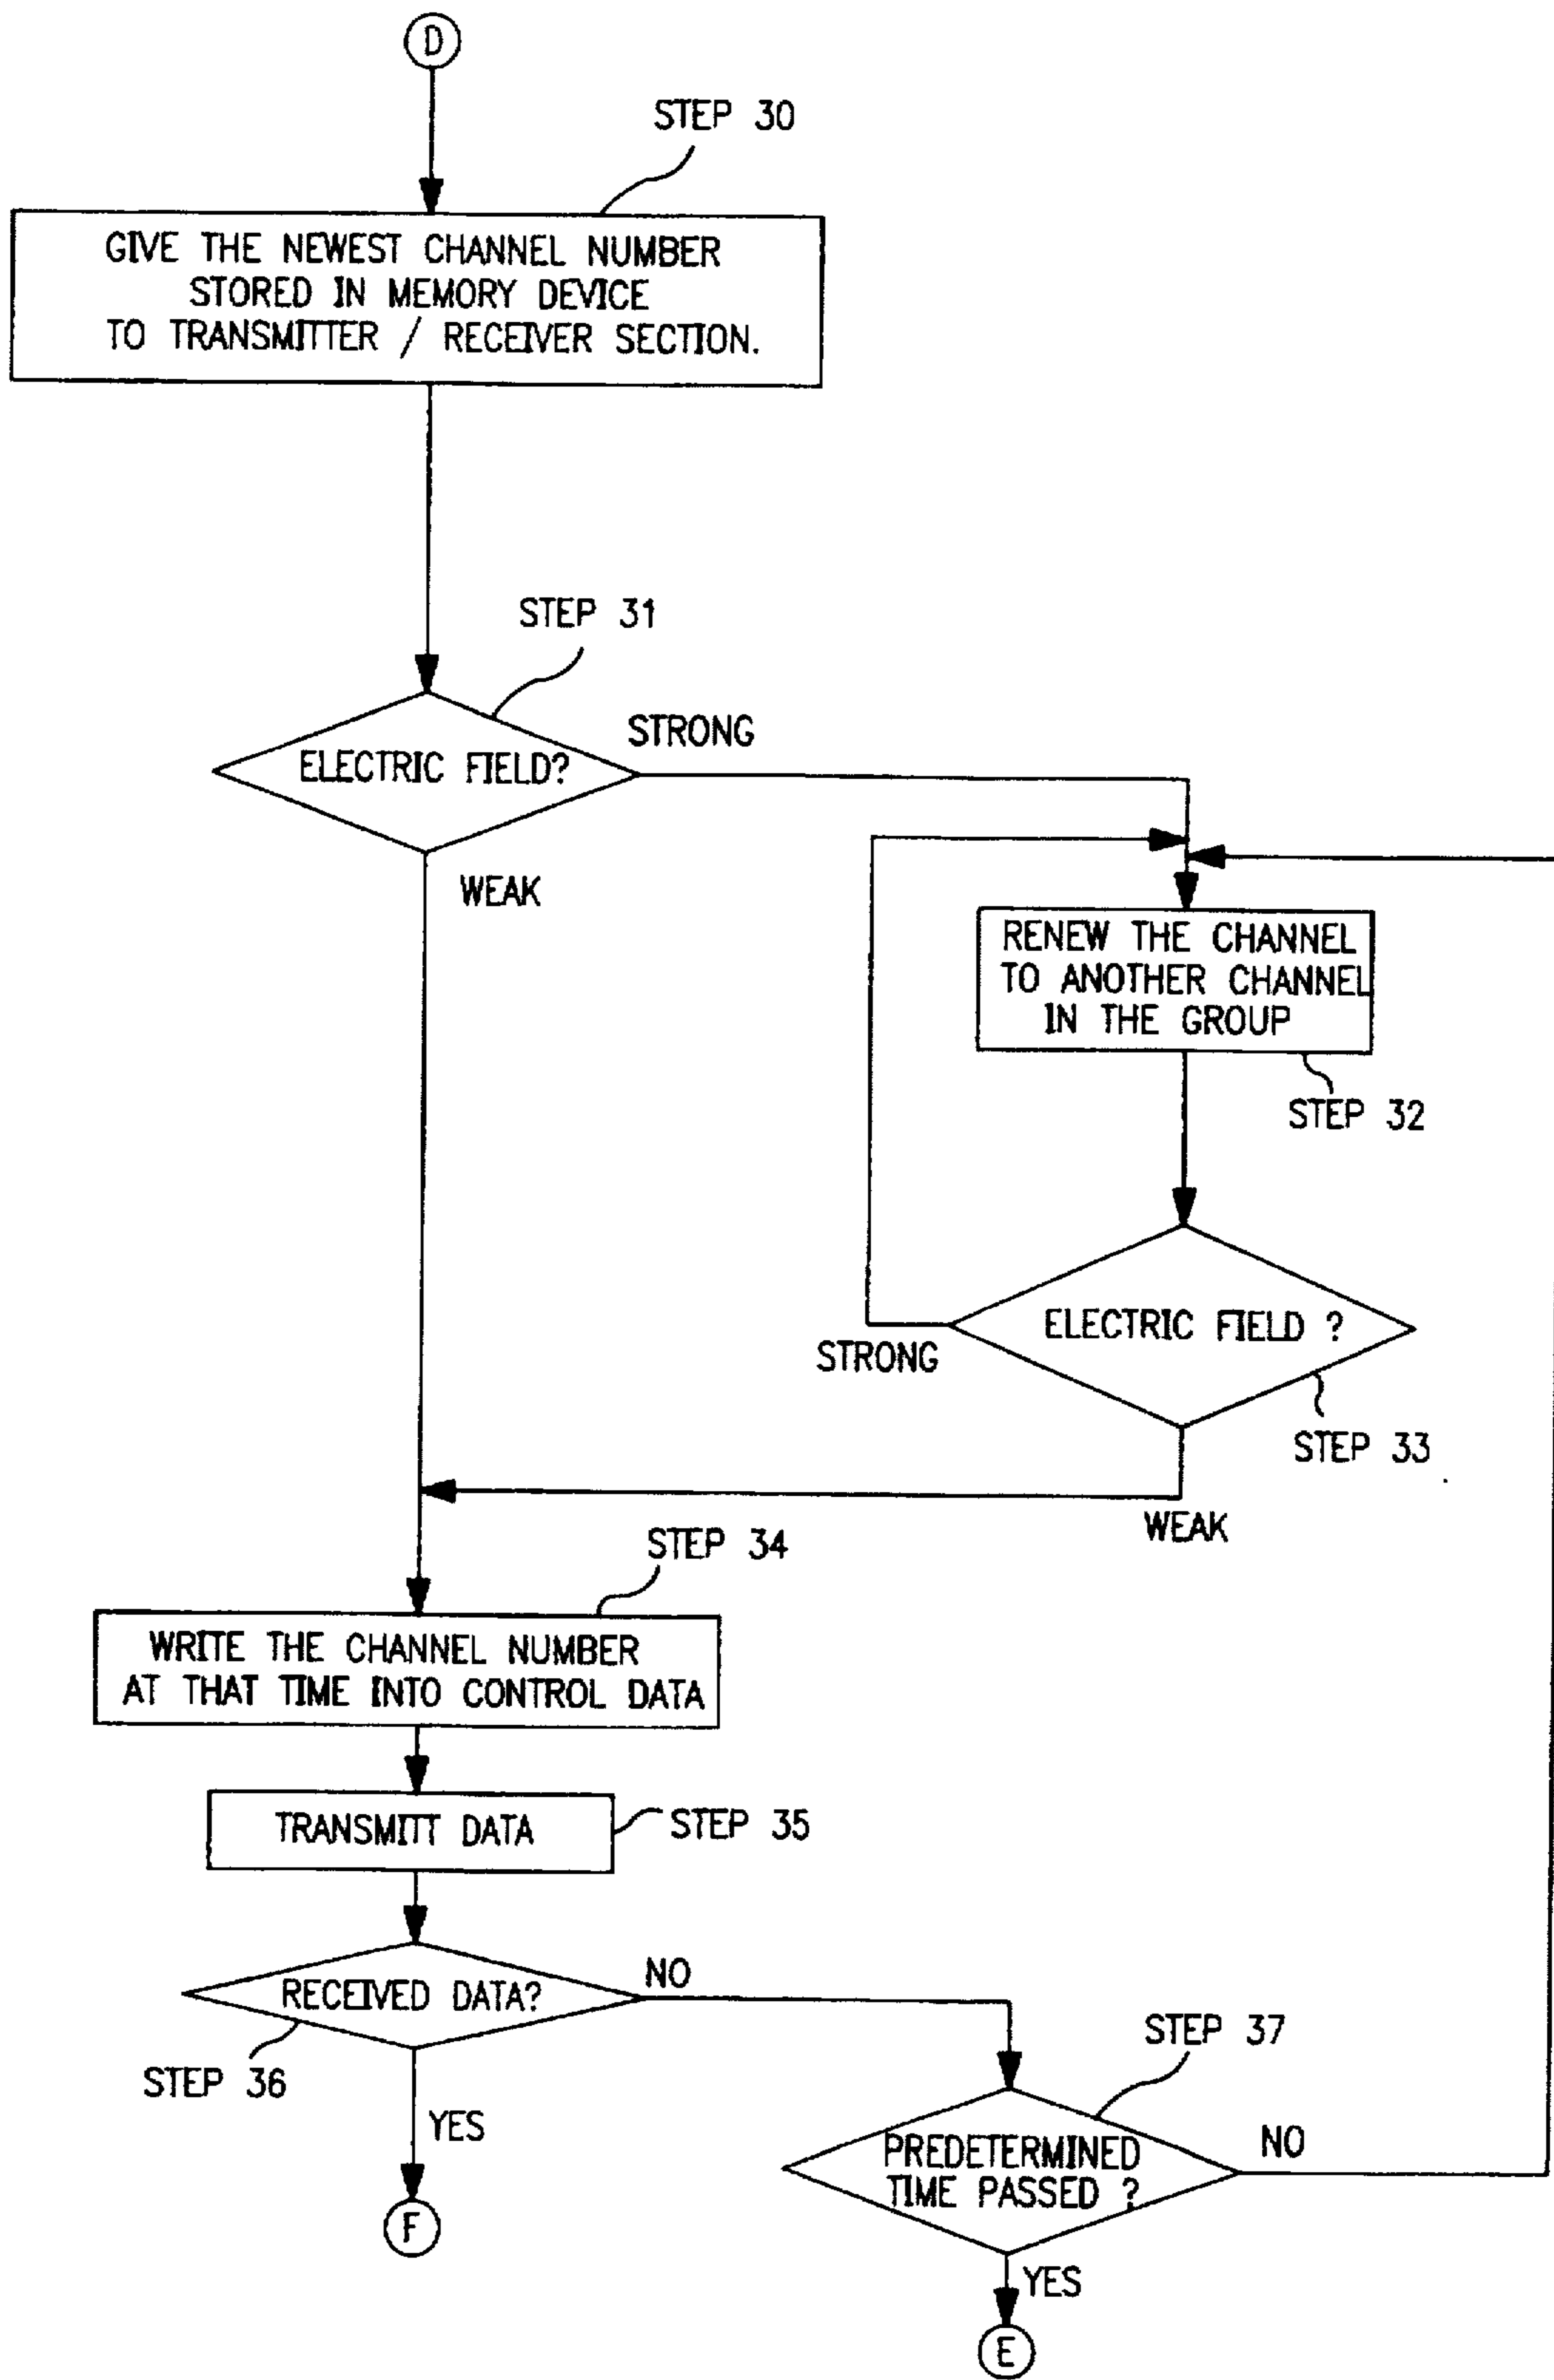 D
STEP 30
GIVE THE NEWEST CHANNEL NUMBER
STORED IN MEMORY DEVICE
TO TRANSMITTER / RECEIVER SECTION.
STEP 31
ELECTRIC FIELD?
STRONG
WEAK
RENEW THE CHANNEL
TO ANOTHER CHANNEL
IN THE GROUP
STEP 32
ELECTRIC FIELD ?
STRONG
STEP 33
WEAK
STEP 34
WRITE THE CHANNEL NUMBER
AT THAT TIME INTO CONTROL DATA
TRANSMITT DATA
STEP 35
RECEIVED DATA?
NO
STEP 36
YES
F
STEP 37
PREDETERMINED
TIME PASSED ?
NO
YES
E